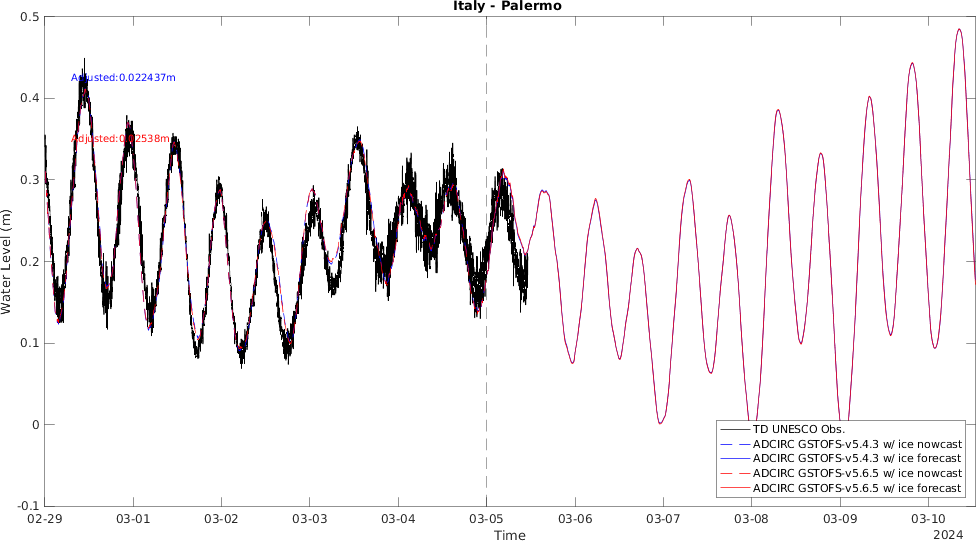 Italy - Palermo
0.5
0.4
0.3
0.2
0.1
0
-0.1
Water Level (m)
Adjusted:0.022437m
Adjusted:0.02538m
TD UNESCO Obs.
ADCIRC GSTOFS-v5.4.3 w/ ice nowcast
ADCIRC GSTOFS-v5.4.3 w/ ice forecast
ADCIRC GSTOFS-v5.6.5 w/ ice nowcast
ADCIRC GSTOFS-v5.6.5 w/ ice forecast
02-29 03-01 03-02 03-03 03-04 03-05 03-06 03-07 03-08 03-09 03-10
Time
2024